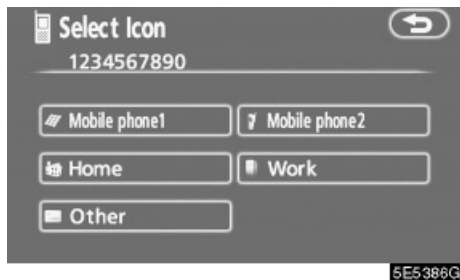 Select Icon
1234567890
Mobile phone1 Mobile phone2
Home Work
Other
5E5386G